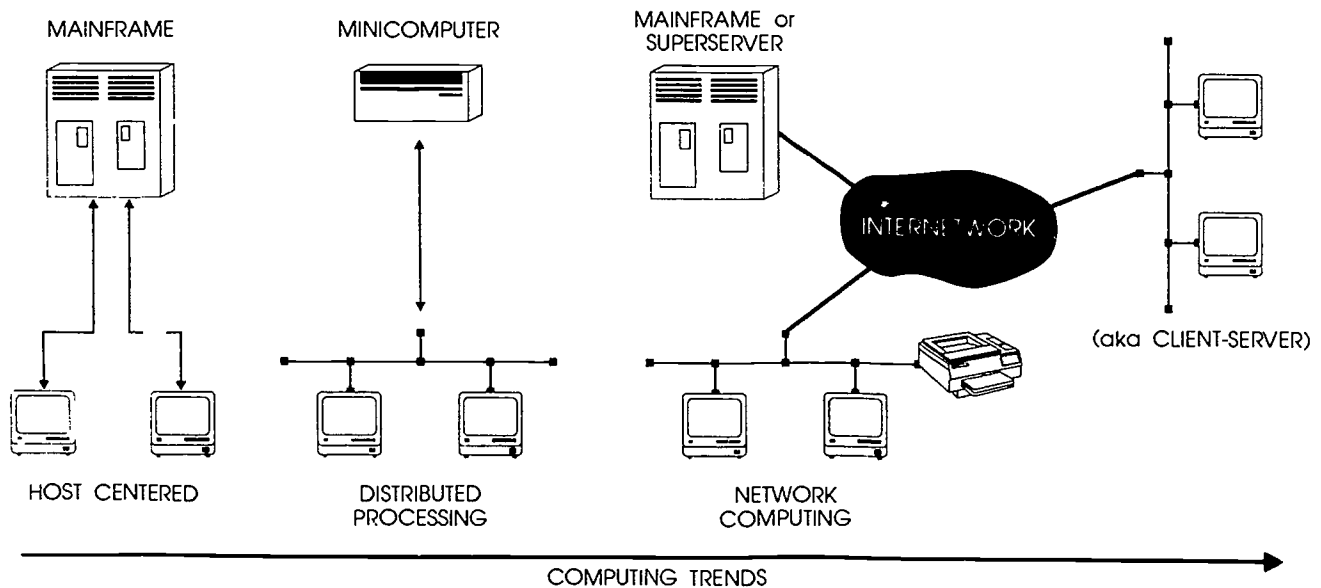 MAINFRAME
MINICOMPUTER
MAINFRAME or
SUPERSERVER
INTERNETWORK
(aka CLIENT-SERVER)
HOST CENTERED
DISTRIBUTED
PROCESSING
NETWORK
COMPUTING
COMPUTING TRENDS